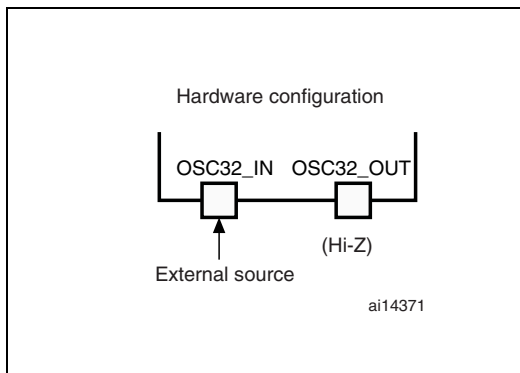 Hardware configuration
OSC32_IN OSC32_OUT
(Hi-Z)
External source
ai14371